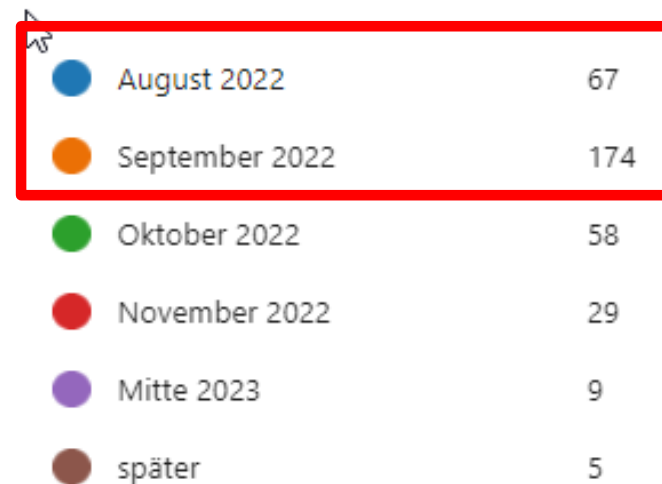 August 2022 67
September 2022 174
Oktober 2022 58
November 2022 29
Mitte 2023 9
später 5